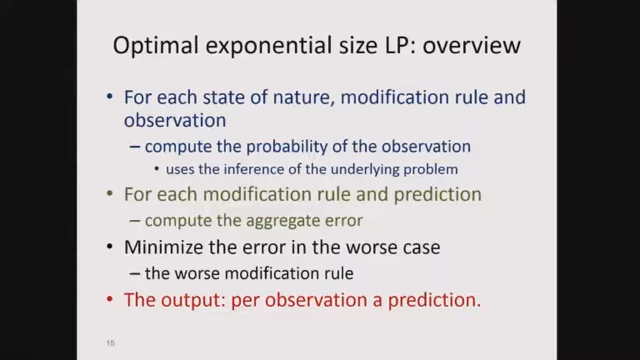 Optimal exponential size LP: overview
• For each state of nature, modification rule and
observation
– compute the probability of the observation
• uses the inference of the underlying problem
• For each modification rule and prediction
– compute the aggregate error
• Minimize the error in the worse case
– the worse modification rule
• The output: per observation a prediction.
15